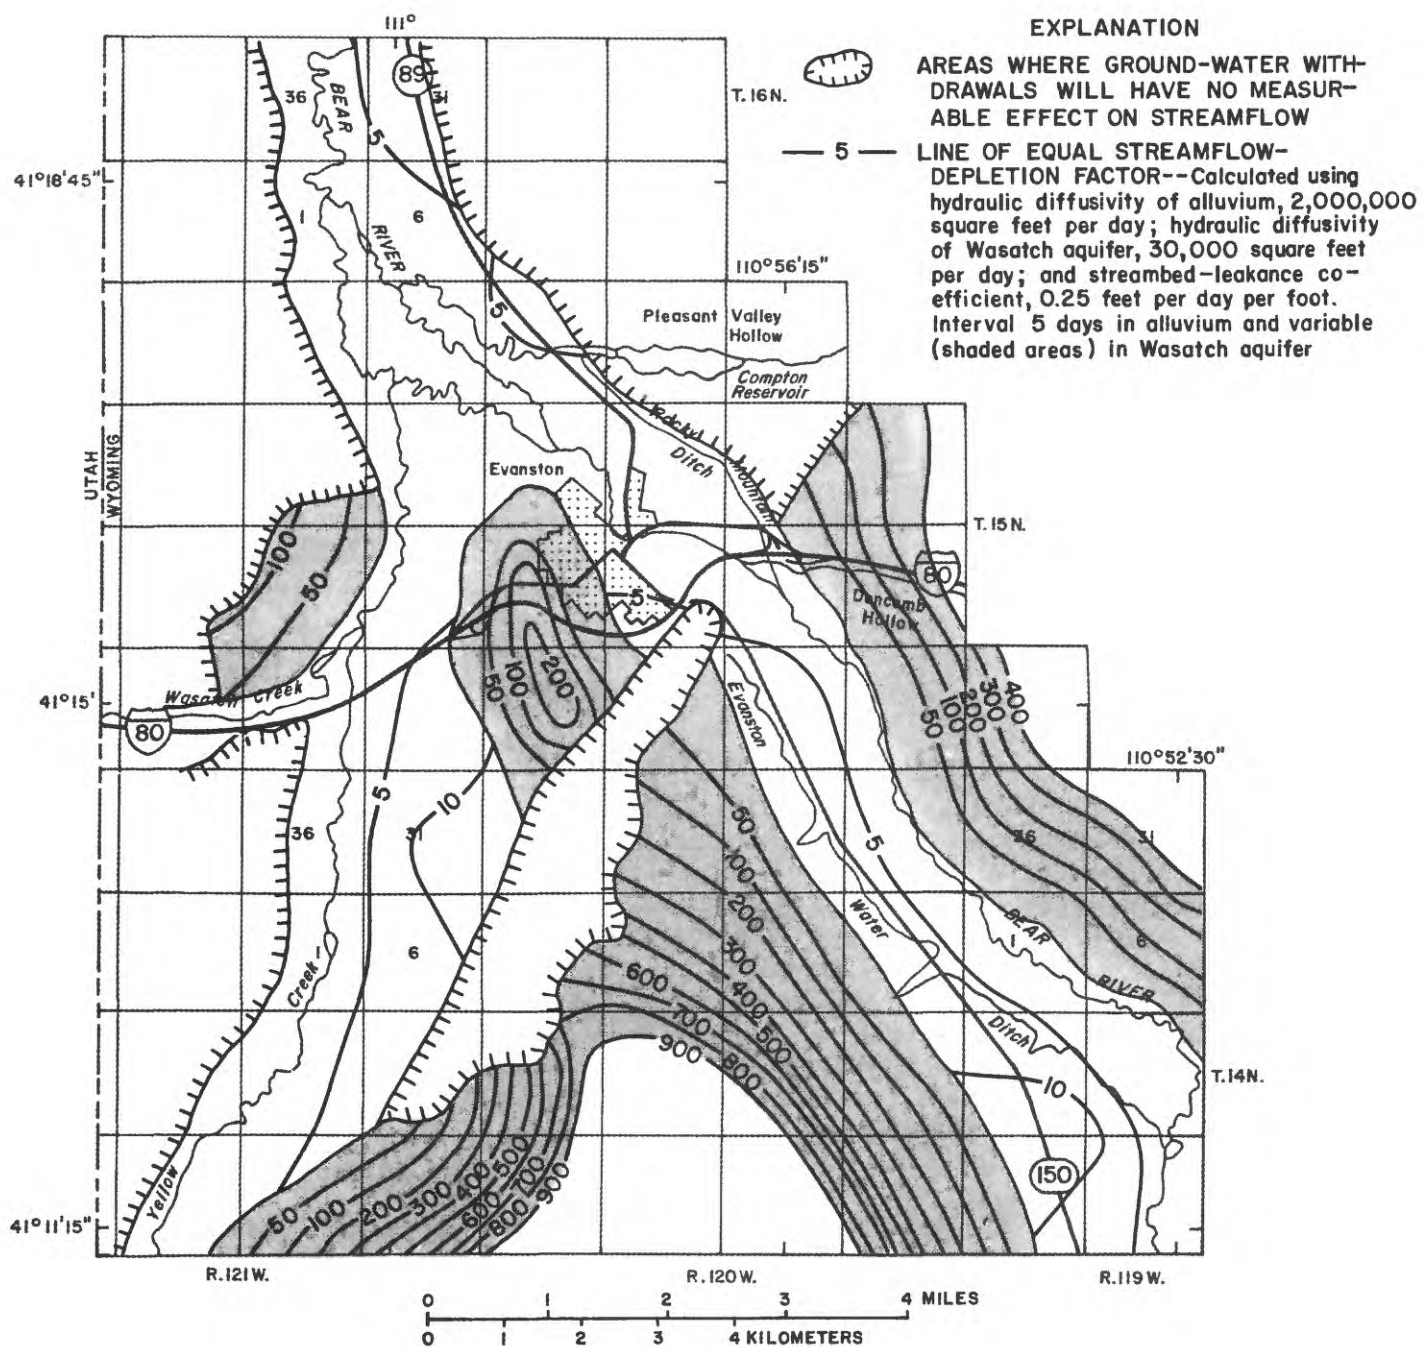 111°
EXPLANATION
AREAS WHERE GROUND-WATER WITH-
DRAWALS WILL HAVE NO MEASUR-
ABLE EFFECT ON STREAMFLOW
5
LINE OF EQUAL STREAMFLOW-
DEPLETION FACTOR--Calculated using
hydraulic diffusivity of alluvium, 2,000,000
square feet per day; hydraulic diffusivity
of Wasatch aquifer, 30,000 square feet
per day; and streambed-leakance co-
efficient, 0.25 feet per day per foot.
Interval 5 days in alluvium and variable
(shaded areas) in Wasatch aquifer
89
36
BEAR
31
T. 16 N.
5
41°18'45"
1
6
RIVER
110°56'15"
5
Pleasant Valley
Hollow
Compton
Reservoir
Rocky
Mountain
Ditch
UTAH
WYOMING
Evanston
T. 15 N.
100
50
80
5
Duncomb
Hollow
50
100
200
50
100
200
300
400
41°15'
Wasatch Creek
80
Evanston
110°52'30"
5
10
36
31
50
100
200
300
400
500
600
700
800
900
5
36
31
Water
BEAR
1
6
RIVER
6
Creek
Ditch
10
T. 14 N.
150
Yellow
50
100
200
300
400
500
600
700
800
900
41°11'15"
R. 121 W.
R. 120 W.
R. 119 W.
0 1 2 3 4 MILES
0 1 2 3 4 KILOMETERS